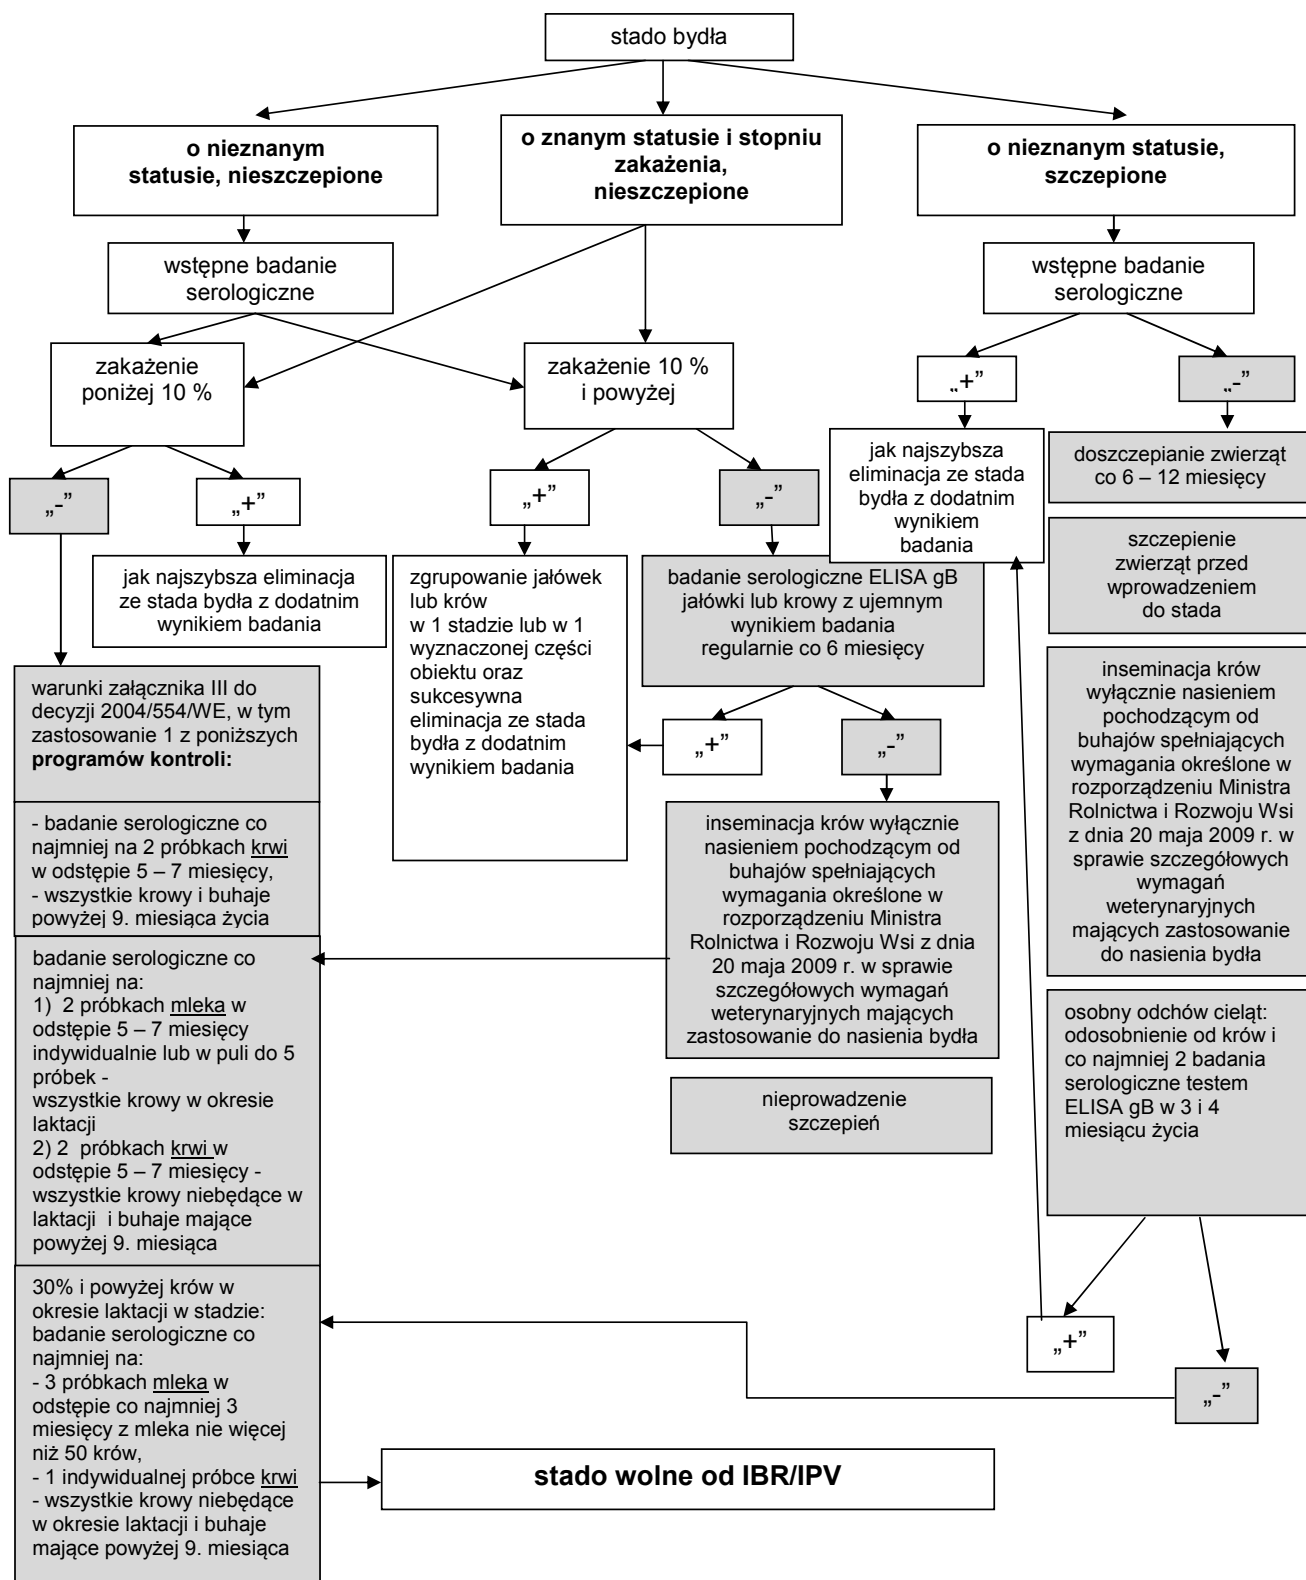 stado bydła
o nieznanym
statusie, nieszczepione
o znanym statusie i stopniu
zakażenia,
nieszczepione
o nieznanym statusie,
szczepione
wstępne badanie
serologiczne
wstępne badanie
serologiczne
zakażenie
poniżej 10 %
zakażenie 10 %
i powyżej
„+”
„-”
„-”
„+”
„+”
„-”
jak najszybsza
eliminacja ze stada
bydła z dodatnim
wynikiem
badania
doszczepianie zwierząt
co 6 – 12 miesięcy
jak najszybsza eliminacja
ze stada bydła z dodatnim
wynikiem badania
zgrupowanie jałówek
lub krów
w 1 stadzie lub w 1
wyznaczonej części
obiektu oraz
sukcesywna
eliminacja ze stada
bydła z dodatnim
wynikiem badania
badanie serologiczne ELISA gB
jałówki lub krowy z ujemnym
wynikiem badania
regularnie co 6 miesięcy
szczepienie
zwierząt przed
wprowadzeniem
do stada
„+”
„-”
warunki załącznika III do
decyzji 2004/554/WE, w tym
zastosowanie 1 z poniższych
programów kontroli:
- badanie serologiczne co
najmniej na 2 próbkach krwi
w odstępie 5 – 7 miesięcy,
- wszystkie krowy i buhaje
powyżej 9. miesiąca życia
inseminacja krów wyłącznie
nasieniem pochodzącym od
buhajów spełniających
wymagania określone w
rozporządzeniu Ministra
Rolnictwa i Rozwoju Wsi z dnia
20 maja 2009 r. w sprawie
szczegółowych wymagań
weterynaryjnych mających
zastosowanie do nasienia bydła
inseminacja krów
wyłącznie nasieniem
pochodzącym od
buhajów spełniających
wymagania określone w
rozporządzeniu Ministra
Rolnictwa i Rozwoju Wsi
z dnia 20 maja 2009 r. w
sprawie szczegółowych
wymagań
weterynaryjnych
mających zastosowanie
do nasienia bydła
badanie serologiczne co
najmniej na:
1) 2 próbkach mleka w
odstępie 5 – 7 miesięcy
indywidualnie lub w puli do 5
próbek -
wszystkie krowy w okresie
laktacji
2) 2 próbkach krwi w
odstępie 5 – 7 miesięcy -
wszystkie krowy niebędące w
laktacji i buhaje mające
powyżej 9. miesiąca
nieprowadzenie
szczepień
osobny odchów cieląt:
odosobnienie od krów i
co najmniej 2 badania
serologiczne testem
ELISA gB w 3 i 4
miesiącu życia
30% i powyżej krów w
okresie laktacji w stadzie:
badanie serologiczne co
najmniej na:
- 3 próbkach mleka w
odstępie co najmniej 3
miesięcy z mleka nie więcej
niż 50 krów,
- 1 indywidualnej próbce krwi
- wszystkie krowy niebędące
w okresie laktacji i buhaje
mające powyżej 9. miesiąca
„+”
„-”
stado wolne od IBR/IPV